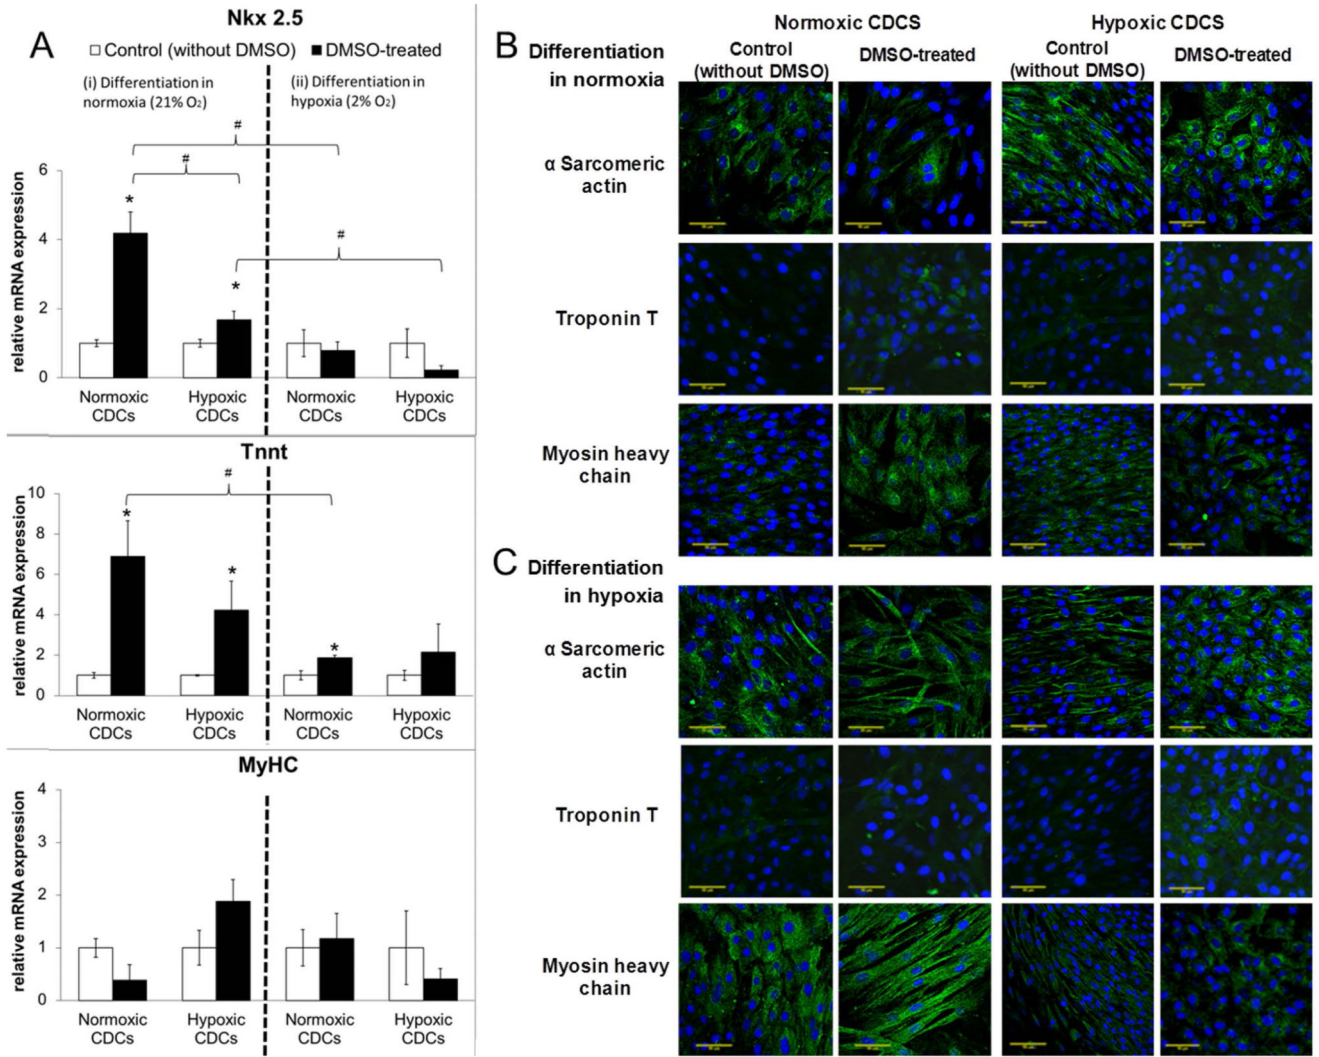 A
Nkx 2.5
Control (without DMSO) DMSO-treated
(i) Differentiation in
normoxia (21% O2)
(ii) Differentiation in
hypoxia (2% O2)
#
#
#
*
*
relative mRNA expression
6
4
2
0
Normoxic
CDCs
Hypoxic
CDCs
Normoxic
CDCs
Hypoxic
CDCs
Tnnt
#
*
*
*
relative mRNA expression
10
8
6
4
2
0
Normoxic
CDCs
Hypoxic
CDCs
Normoxic
CDCs
Hypoxic
CDCs
MyHC
relative mRNA expression
4
3
2
1
0
Normoxic
CDCs
Hypoxic
CDCs
Normoxic
CDCs
Hypoxic
CDCs
B
Differentiation
in normoxia
Normoxic CDCS
Hypoxic CDCS
Control
(without DMSO)
DMSO-treated
Control
(without DMSO)
DMSO-treated
α Sarcomeric
actin
Troponin T
Myosin heavy
chain
C
Differentiation
in hypoxia
α Sarcomeric
actin
Troponin T
Myosin heavy
chain